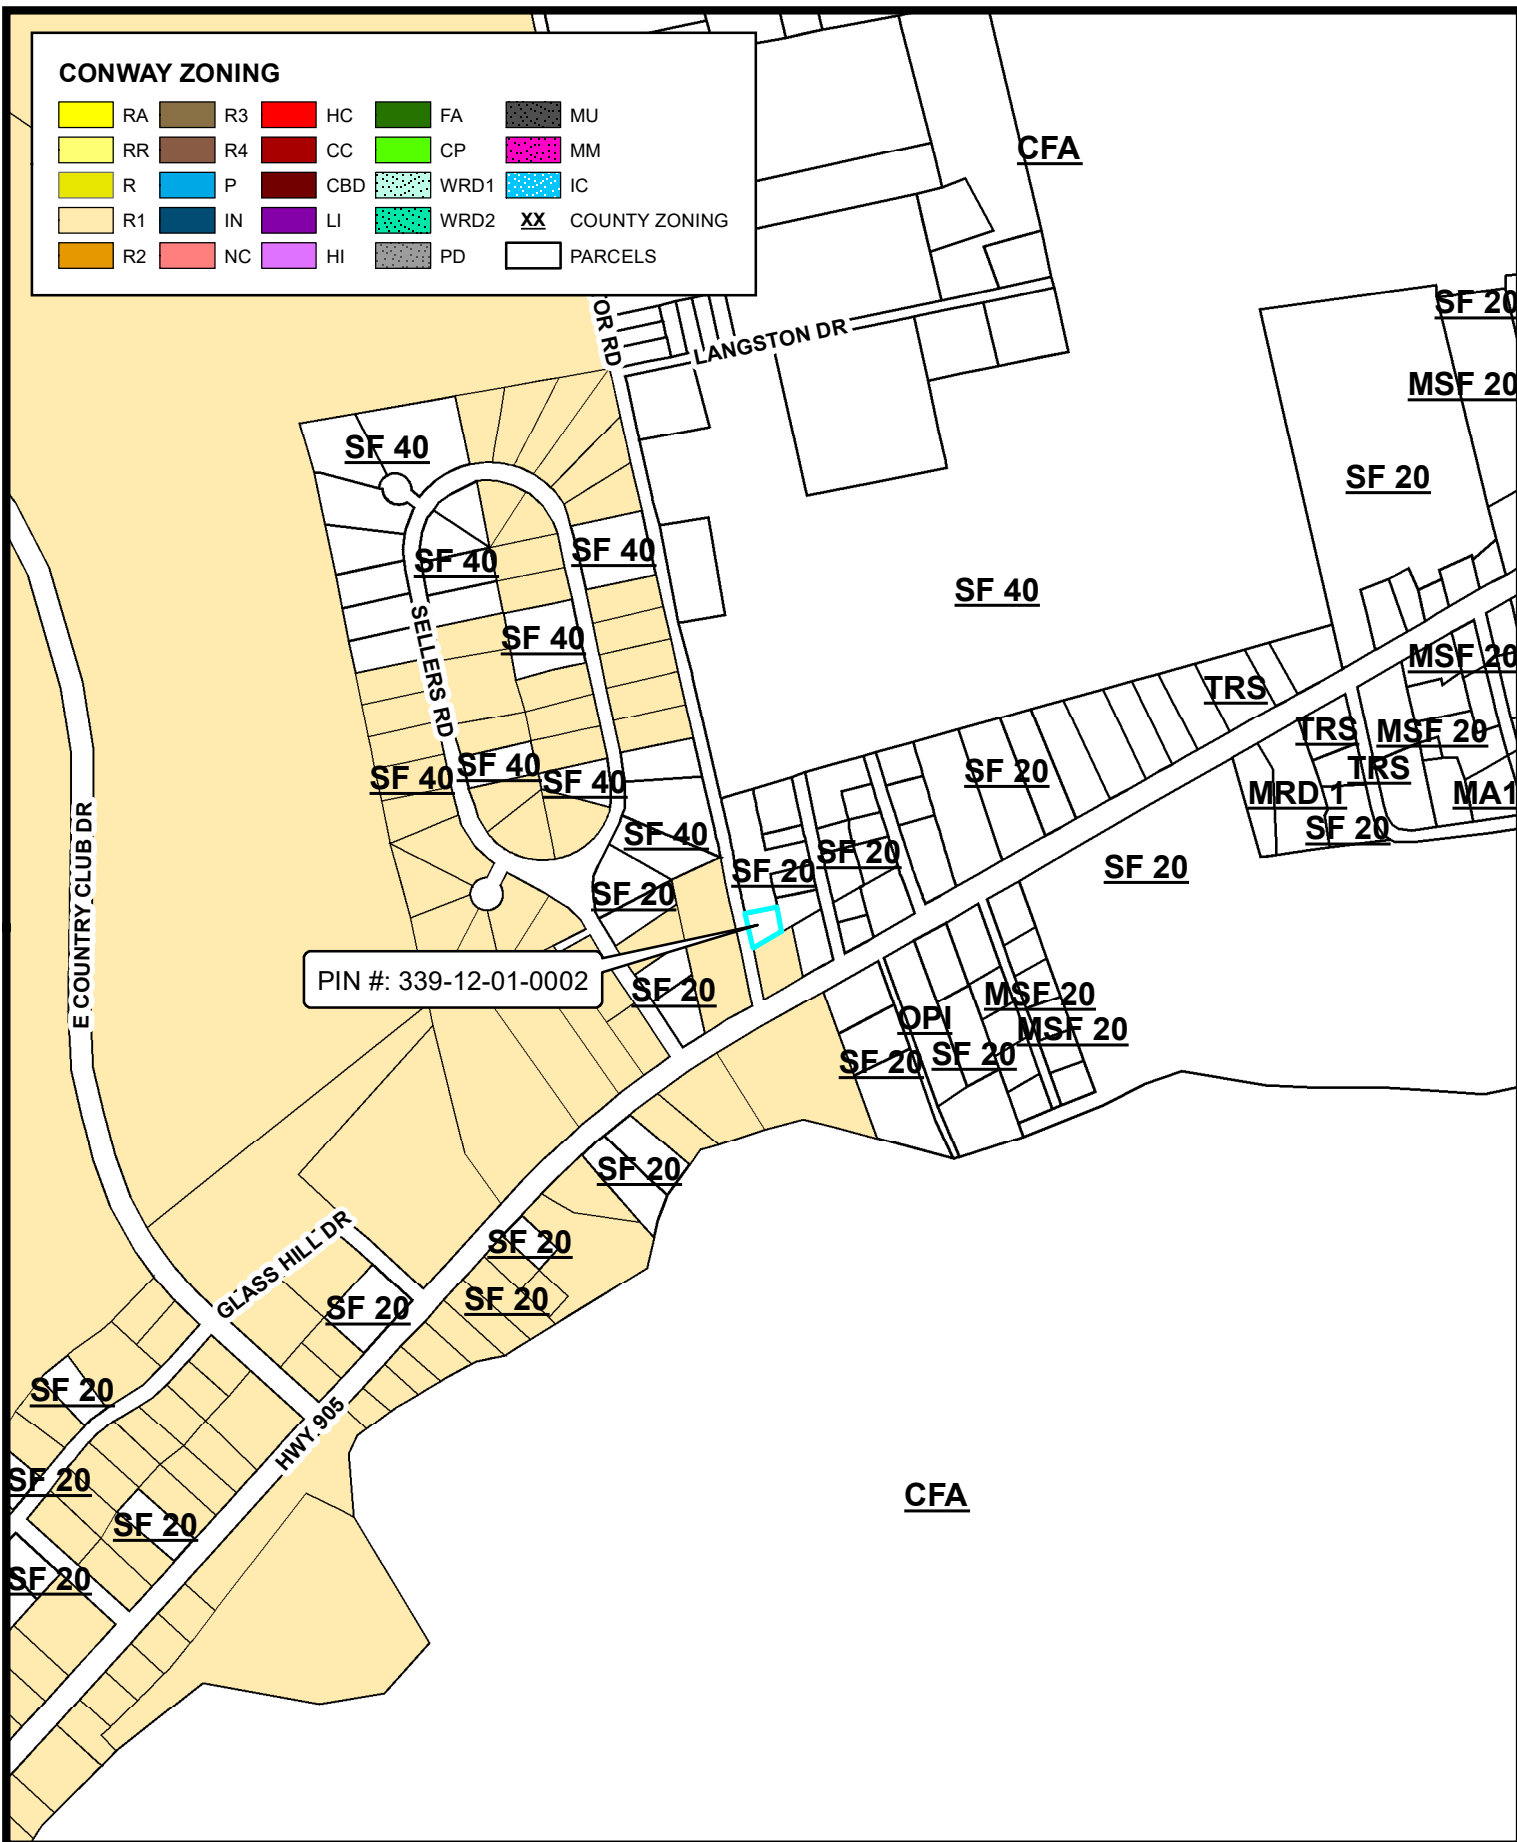 CONWAY ZONING
RA R3 HC FA MU
RR R4 CC CP MM
R P CBD WRD1 IC
R1 IN LI WRD2 XX COUNTY ZONING
R2 NC HI PD PARCELS
CFA
SF 20
OR RD
LANGSTON DR
MSF 20
SF 40
SF 20
SF 40
SF 40
SF 40
SF 40
SELLERS RD
SF 40
MSF 20
TRS
TRS
MSF 20
SF 40
SF 40
SF 40
SF 20
TRS
MRD 1
MA1
SF 20
SF 40
SF 20
SF 20
SF 20
SF 20
E COUNTRY CLUB DR
PIN #: 339-12-01-0002
SF 20
MSF 20
OPI
MSF 20
SF 20
SF 20
SF 20
SF 20
GLASS HILL DR
SF 20
SF 20
SF 20
HWY 905
SF 20
SF 20
SF 20
CFA